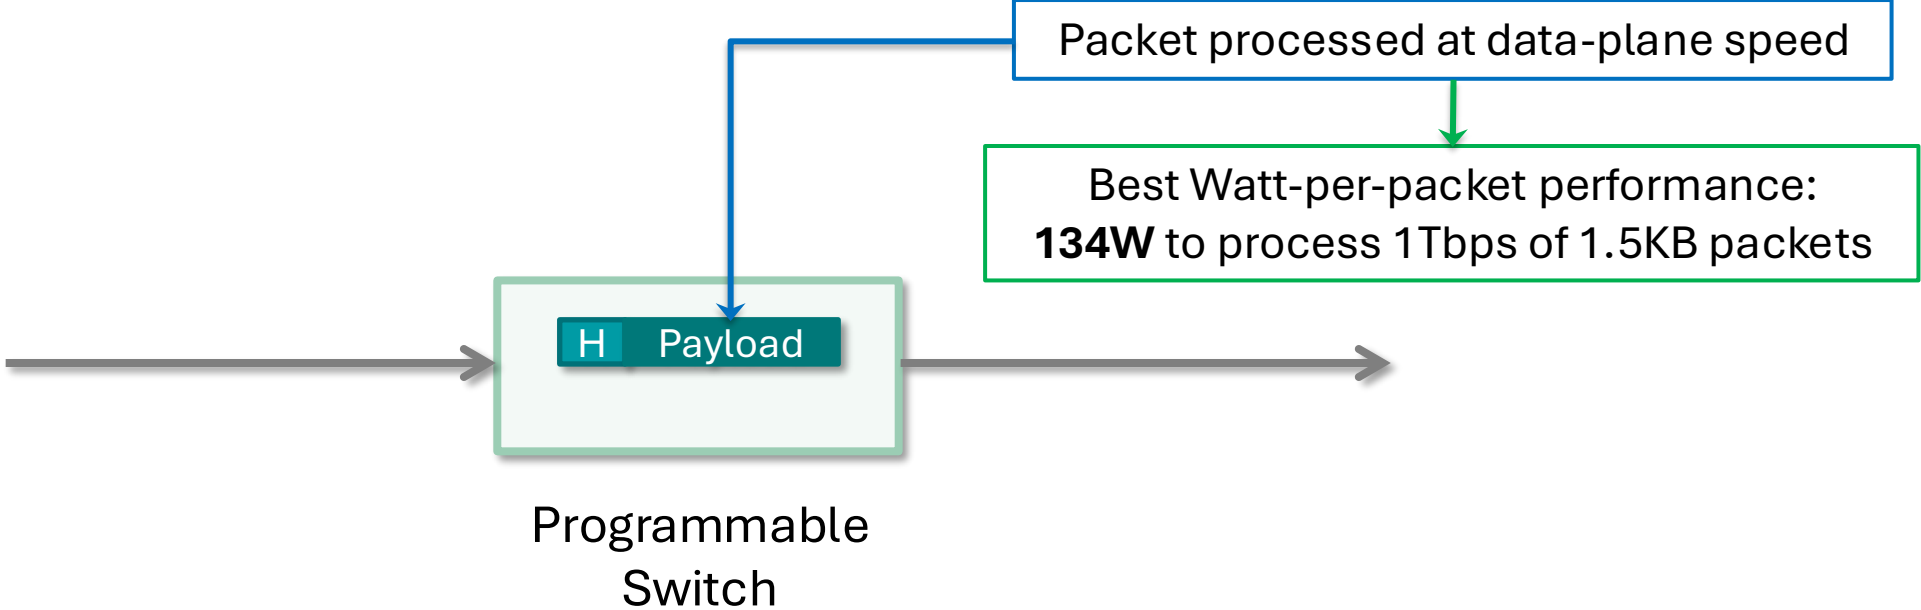 Packet processed at data-plane speed
Best Watt-per-packet performance:
134W to process 1Tbps of 1.5KB packets
H Payload
Programmable
Switch